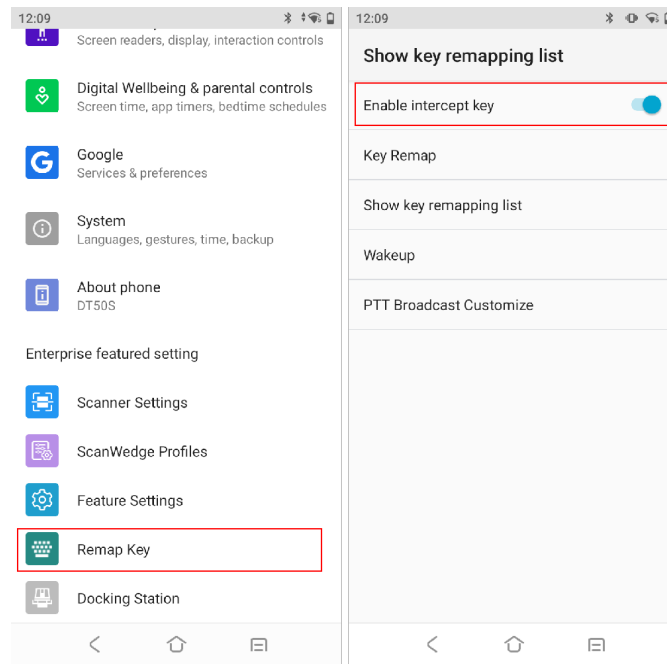 12:09
Screen readers, display, interaction controls
Digital Wellbeing & parental controls
Screen time, app timers, bedtime schedules
Google
Services & preferences
System
Languages, gestures, time, backup
About phone
DT50S
Enterprise featured setting
Scanner Settings
ScanWedge Profiles
Feature Settings
Remap Key
Docking Station
12:09
Show key remapping list
Enable intercept key
Key Remap
Show key remapping list
Wakeup
PTT Broadcast Customize